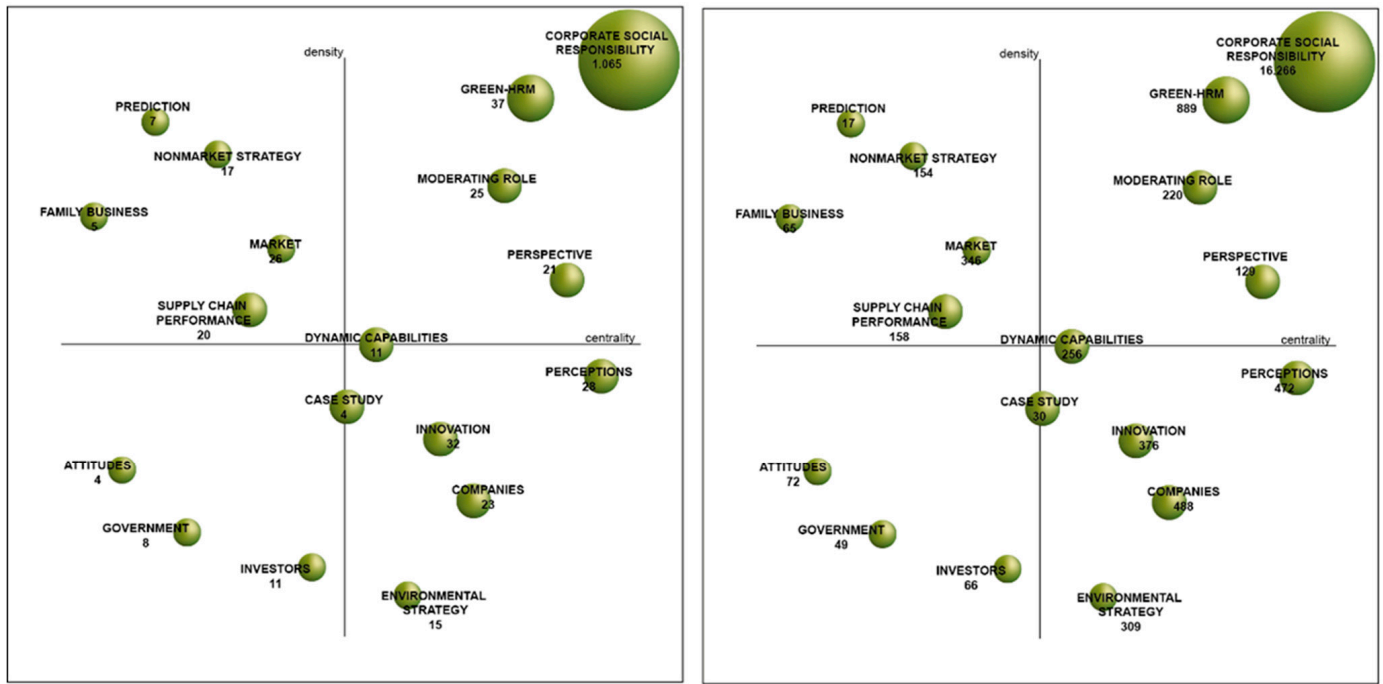 CORPORATE SOCIAL
RESPONSIBILITY
1.065
density
GREEN-HRM
37
PREDICTION
7
NONMARKET STRATEGY
17
MODERATING ROLE
25
FAMILY BUSINESS
5
MARKET
26
PERSPECTIVE
21
SUPPLY CHAIN
PERFORMANCE
20
DYNAMIC CAPABILITIES
11
centrality
PERCEPTIONS
28
CASE STUDY
4
INNOVATION
32
ATTITUDES
4
COMPANIES
23
GOVERNMENT
8
INVESTORS
11
ENVIRONMENTAL
STRATEGY
15
CORPORATE SOCIAL
RESPONSIBILITY
16.266
density
GREEN-HRM
889
PREDICTION
17
NONMARKET STRATEGY
154
MODERATING ROLE
220
FAMILY BUSINESS
65
MARKET
346
PERSPECTIVE
129
SUPPLY CHAIN
PERFORMANCE
158
DYNAMIC CAPABILITIES
256
centrality
PERCEPTIONS
472
CASE STUDY
30
INNOVATION
376
ATTITUDES
72
COMPANIES
488
GOVERNMENT
49
INVESTORS
66
ENVIRONMENTAL
STRATEGY
309